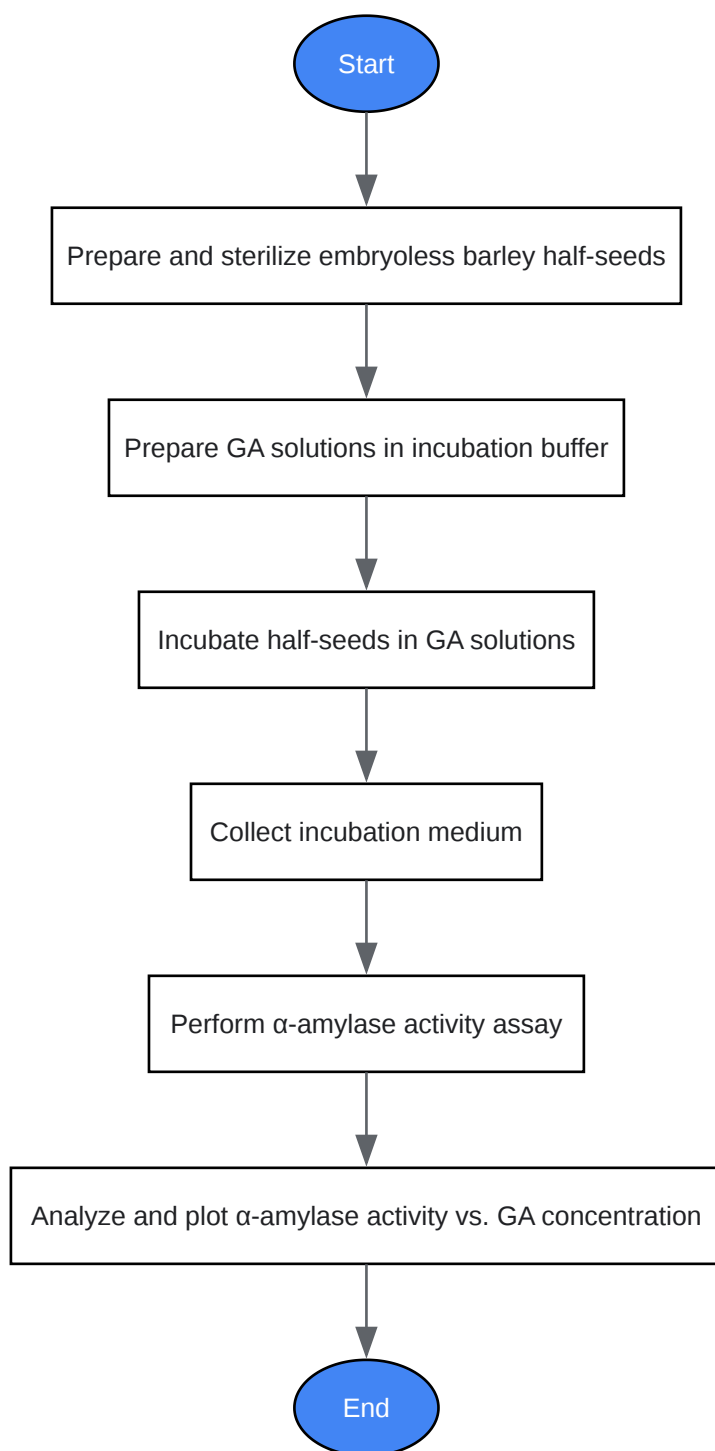 Start
Prepare and sterilize embryoless barley half-seeds
Prepare GA solutions in incubation buffer
Incubate half-seeds in GA solutions
Collect incubation medium
Perform α-amylase activity assay
Analyze and plot α-amylase activity vs. GA concentration
End